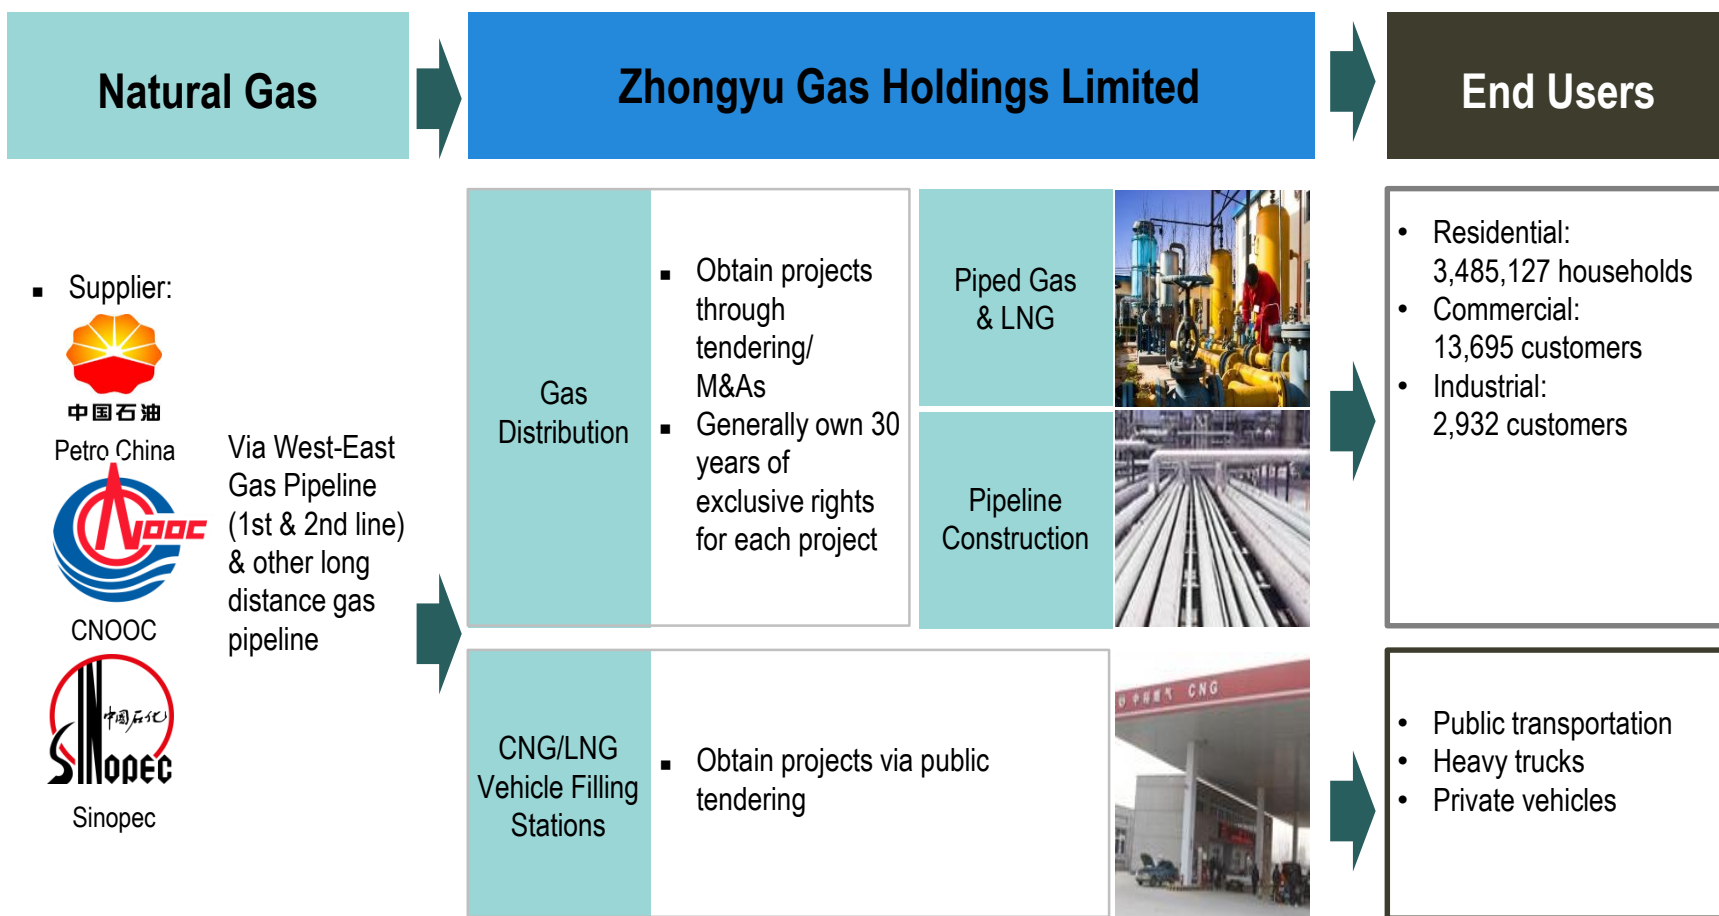 Natural Gas
Zhongyu Gas Holdings Limited
End Users
▪ Supplier:
中国石油
Petro China
CNOOC
CNOOC
中国石化
SINOPEC
Sinopec
Via West-East
Gas Pipeline
(1st & 2nd line)
& other long
distance gas
pipeline
Gas
Distribution
▪ Obtain projects
through
tendering/
M&As
▪ Generally own 30
years of
exclusive rights
for each project
Piped Gas
& LNG
Pipeline
Construction
• Residential:
3,485,127 households
• Commercial:
13,695 customers
• Industrial:
2,932 customers
CNG/LNG
Vehicle Filling
Stations
▪ Obtain projects via public
tendering
燃气 CNG
• Public transportation
• Heavy trucks
• Private vehicles